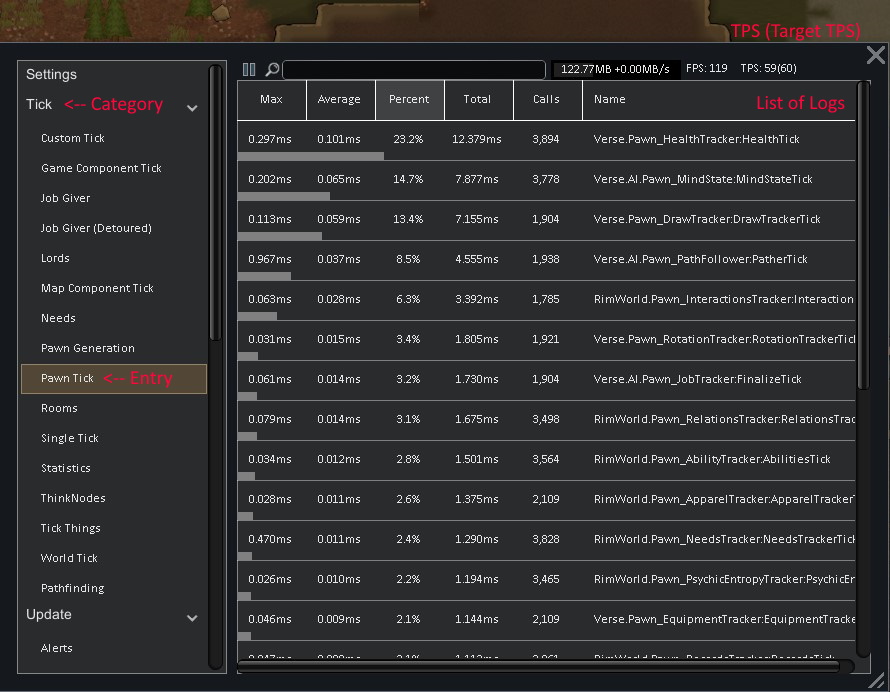 TPS (Target TPS)
122.77MB +0.00MB/s FPS: 119 TPS: 59(60)
Settings
Tick <-- Category
Custom Tick
Game Component Tick
Job Giver
Job Giver (Detoured)
Lords
Map Component Tick
Needs
Pawn Generation
Pawn Tick <-- Entry
Rooms
Single Tick
Statistics
ThinkNodes
Tick Things
World Tick
Pathfinding
Update
Alerts
Max Average Percent Total Calls Name List of Logs
0.297ms 0.101ms 23.2% 12.379ms 3,894 Verse.Pawn_HealthTracker:HealthTick
0.202ms 0.065ms 14.7% 7.877ms 3,778 Verse.AI.Pawn_MindState:MindStateTick
0.113ms 0.059ms 13.4% 7.155ms 1,904 Verse.Pawn_DrawTracker:DrawTrackerTick
0.967ms 0.037ms 8.5% 4.555ms 1,938 Verse.AI.Pawn_PathFollower:PatherTick
0.063ms 0.028ms 6.3% 3.392ms 1,785 RimWorld.Pawn_InteractionsTracker:Interaction
0.031ms 0.015ms 3.4% 1.805ms 1,921 Verse.Pawn_RotationTracker:RotationTrackerTic
0.061ms 0.014ms 3.2% 1.730ms 1,904 Verse.AI.Pawn_JobTracker:FinalizeTick
0.079ms 0.014ms 3.1% 1.675ms 3,498 RimWorld.Pawn_RelationsTracker:RelationsTrac
0.034ms 0.012ms 2.8% 1.501ms 3,564 RimWorld.Pawn_AbilityTracker:AbilitiesTick
0.028ms 0.011ms 2.6% 1.375ms 2,109 RimWorld.Pawn_ApparelTracker:ApparelTracker
0.470ms 0.011ms 2.4% 1.290ms 3,828 RimWorld.Pawn_NeedsTracker:NeedsTrackerTic
0.026ms 0.010ms 2.2% 1.194ms 3,465 RimWorld.Pawn_PsychicEntropyTracker:PsychicEn
0.046ms 0.009ms 2.1% 1.144ms 2,109 Verse.Pawn_EquipmentTracker:EquipmentTracke